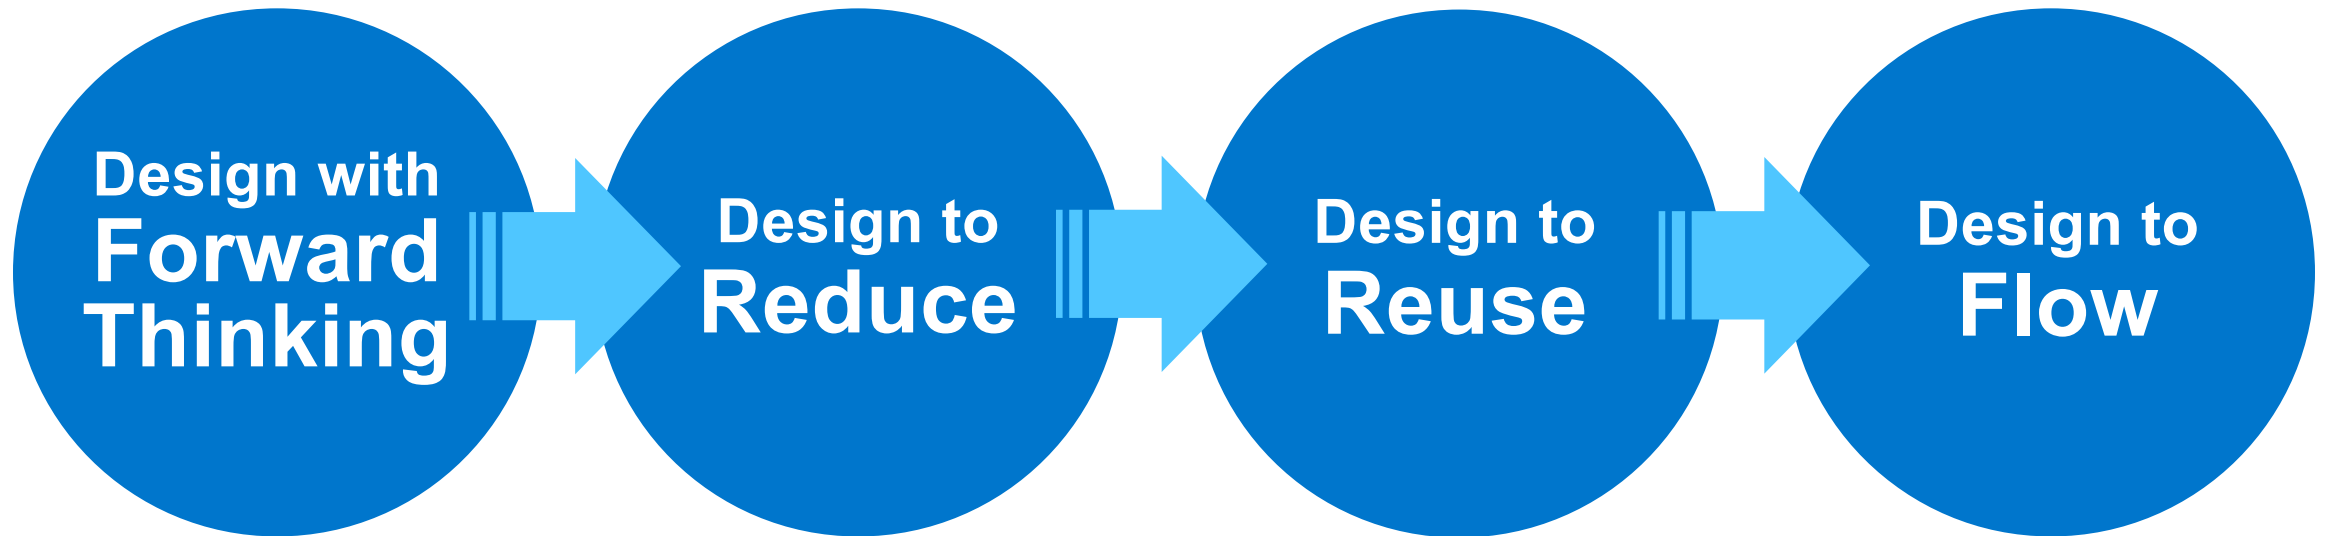 Design with
Forward
Thinking
Design to
Reduce
Design to
Reuse
Design to
Flow